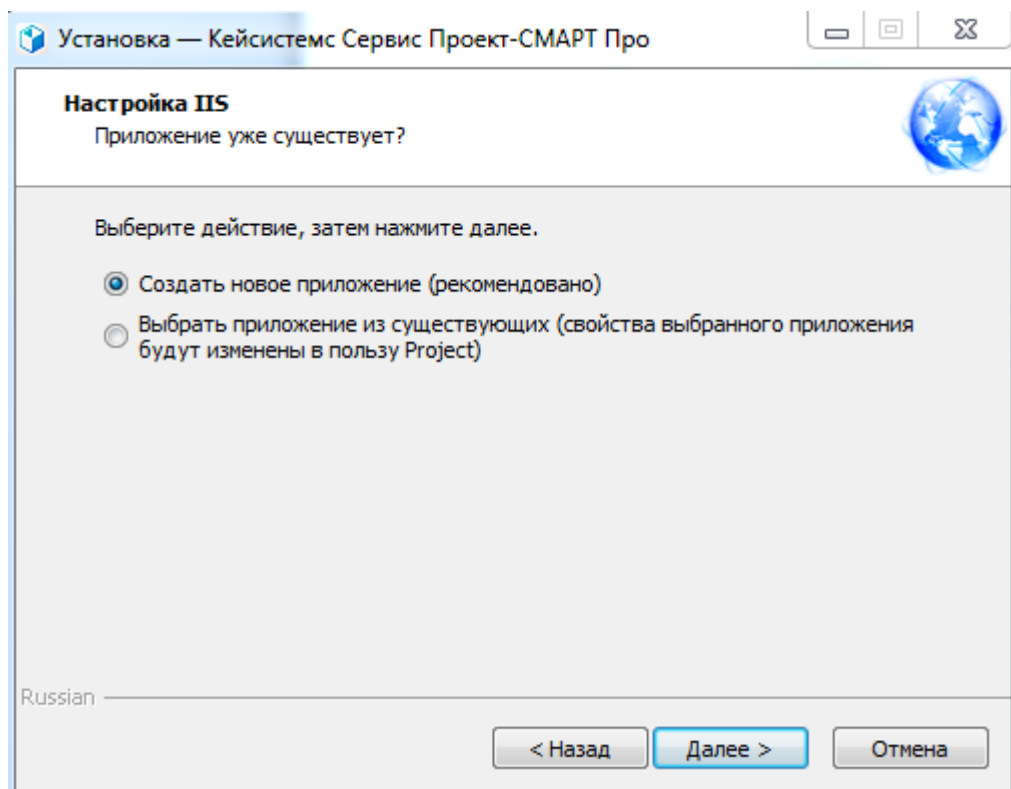 Установка — Кейсистемс Сервис Проект-СМАРТ Про
Настройка IIS
Приложение уже существует?
Выберите действие, затем нажмите далее.
Создать новое приложение (рекомендовано)
Выбрать приложение из существующих (свойства выбранного приложения
будут изменены в пользу Project)
Russian
< Назад
Далее >
Отмена